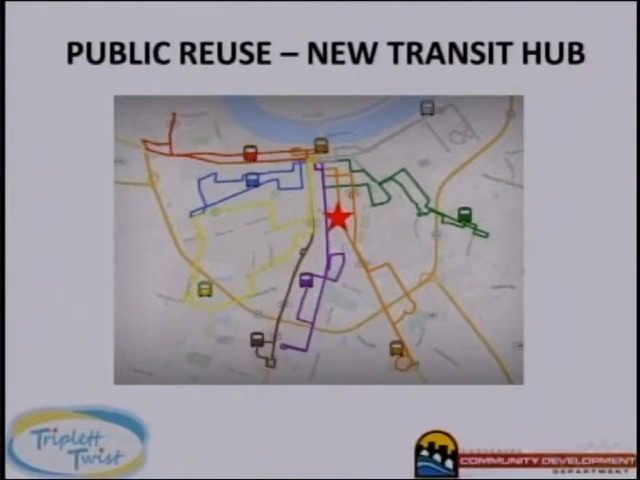 PUBLIC REUSE – NEW TRANSIT HUB
Triplett
Twist
COMMUNITY DEVELOPMENT
DEPARTMENT